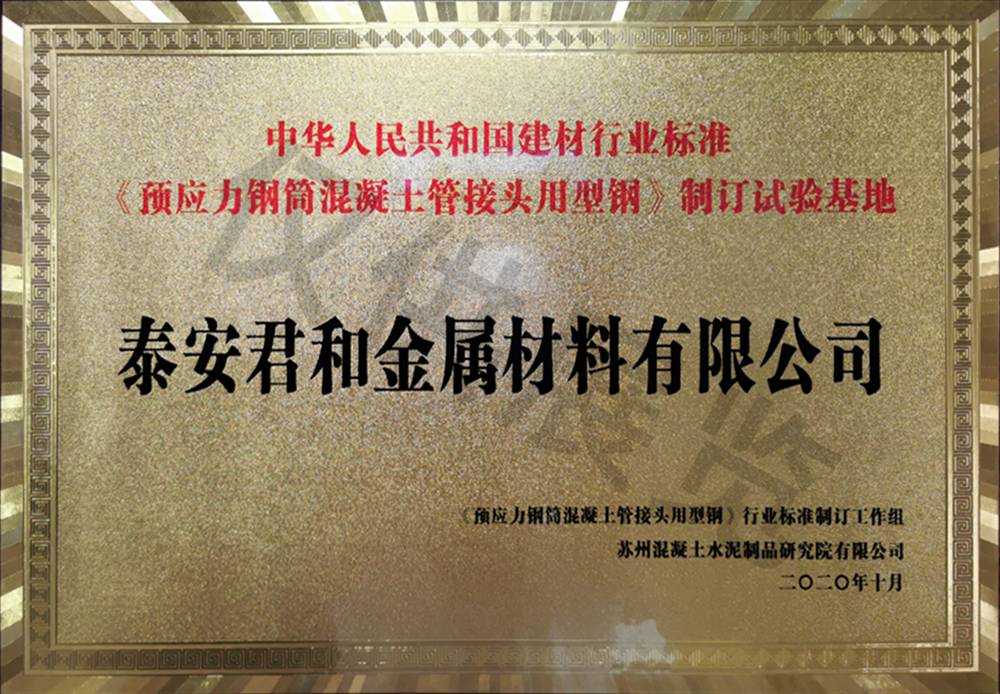 中华人民共和国建材行业标准
《预应力钢筒混凝土管接头用型钢》制订试验基地
泰安君和金属材料有限公司
《预应力钢筒混凝土管接头用型钢》行业标准制订工作组
苏州混凝土水泥制品研究院有限公司
二〇二〇年十月